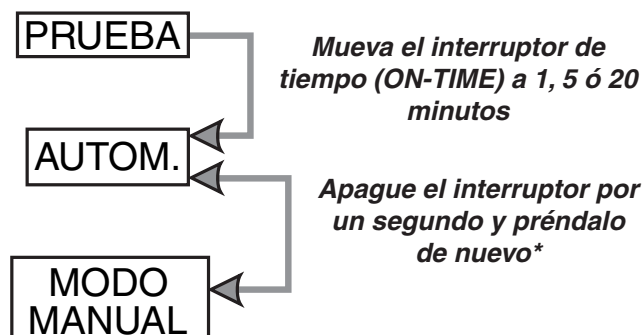 PRUEBA
Mueva el interruptor de
tiempo (ON-TIME) a 1, 5 ó 20
minutos
AUTOM.
Apague el interruptor por
un segundo y préndalo
de nuevo*
MODO
MANUAL